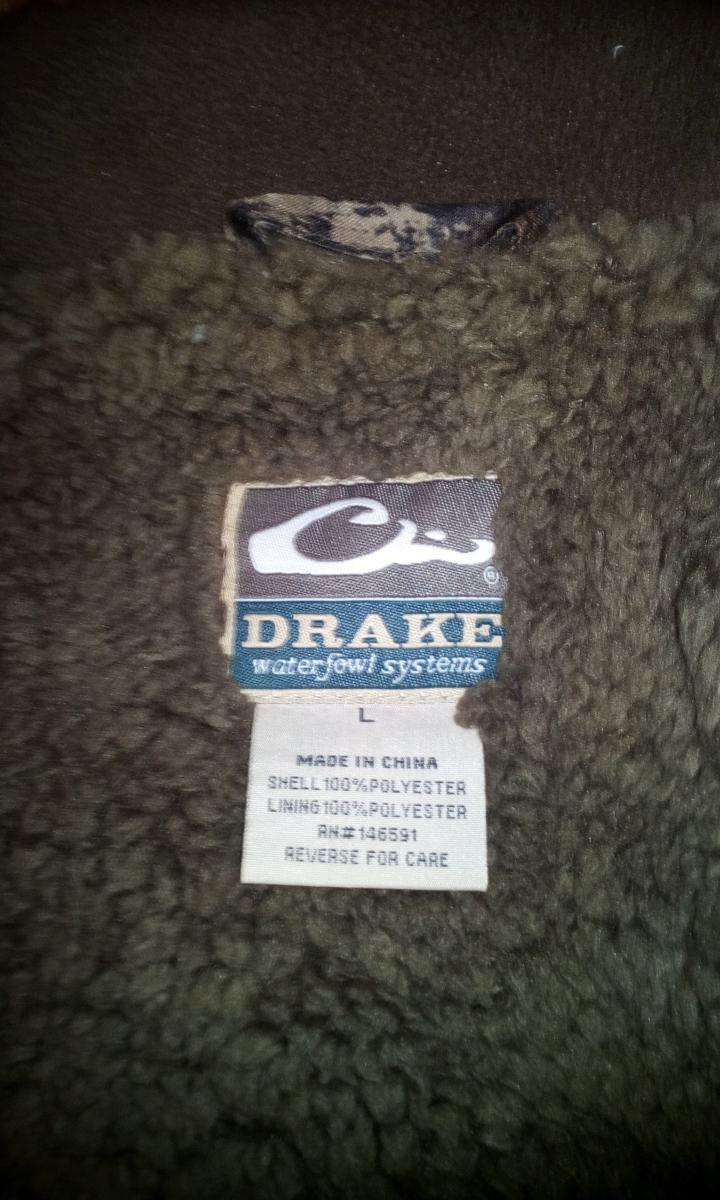 ®
DRAKE
waterfowl systems
L
MADE IN CHINA
SHELL 100% POLYESTER
LINING 100% POLYESTER
RN# 146591
REVERSE FOR CARE